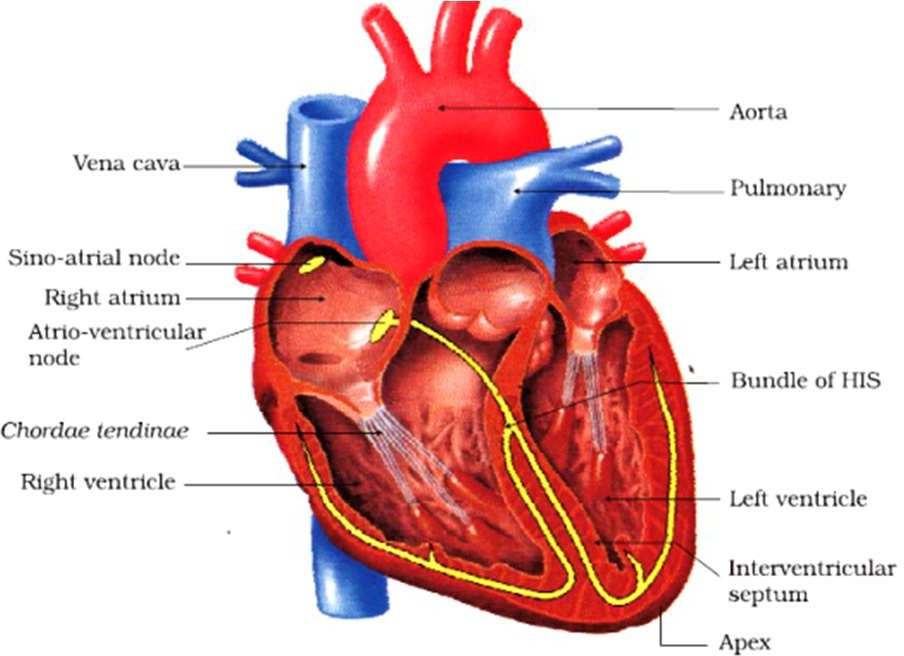 Aorta
Vena cava
Pulmonary
Sino-atrial node
Left atrium
Right atrium
Atrio-ventricular
node
Bundle of HIS
Chordae tendinae
Right ventricle
Left ventricle
Interventricular
septum
Apex